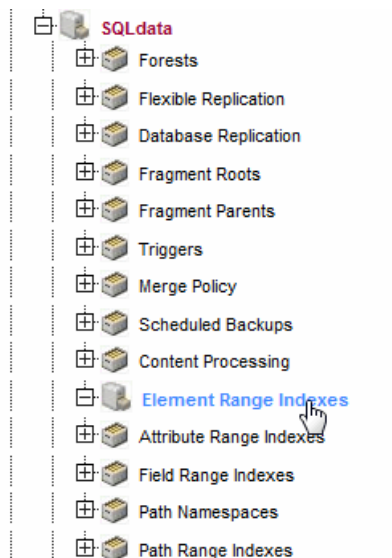 SQLdata
Forests
Flexible Replication
Database Replication
Fragment Roots
Fragment Parents
Triggers
Merge Policy
Scheduled Backups
Content Processing
Element Range Indexes
Attribute Range Indexes
Field Range Indexes
Path Namespaces
Path Range Indexes